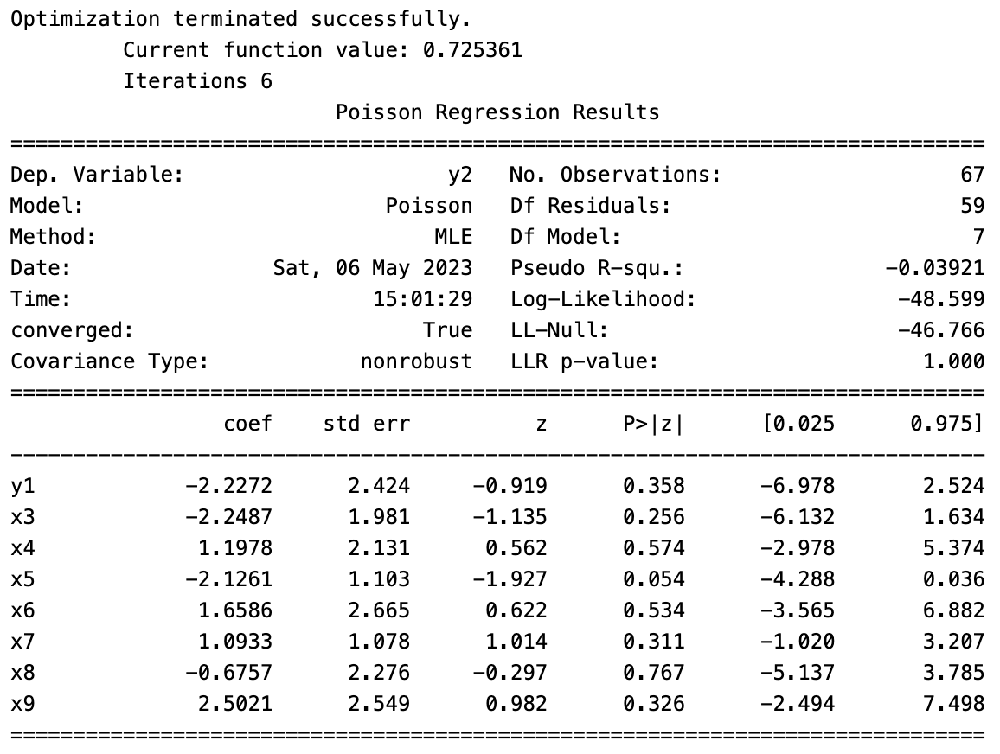 Optimization terminated successfully.
         Current function value: 0.725361
         Iterations 6
                          Poisson Regression Results
==============================================================================
Dep. Variable:                     y2   No. Observations:                   67
Model:                        Poisson   Df Residuals:                       59
Method:                           MLE   Df Model:                            7
Date:                Sat, 06 May 2023   Pseudo R-squ.:                -0.03921
Time:                        15:01:29   Log-Likelihood:                -48.599
converged:                       True   LL-Null:                       -46.766
Covariance Type:            nonrobust   LLR p-value:                     1.000
==============================================================================
                 coef    std err          z      P>|z|      [0.025      0.975]
------------------------------------------------------------------------------
y1            -2.2272      2.424     -0.919      0.358      -6.978       2.524
x3            -2.2487      1.981     -1.135      0.256      -6.132       1.634
x4             1.1978      2.131      0.562      0.574      -2.978       5.374
x5            -2.1261      1.103     -1.927      0.054      -4.288       0.036
x6             1.6586      2.665      0.622      0.534      -3.565       6.882
x7             1.0933      1.078      1.014      0.311      -1.020       3.207
x8            -0.6757      2.276     -0.297      0.767      -5.137       3.785
x9             2.5021      2.549      0.982      0.326      -2.494       7.498
==============================================================================